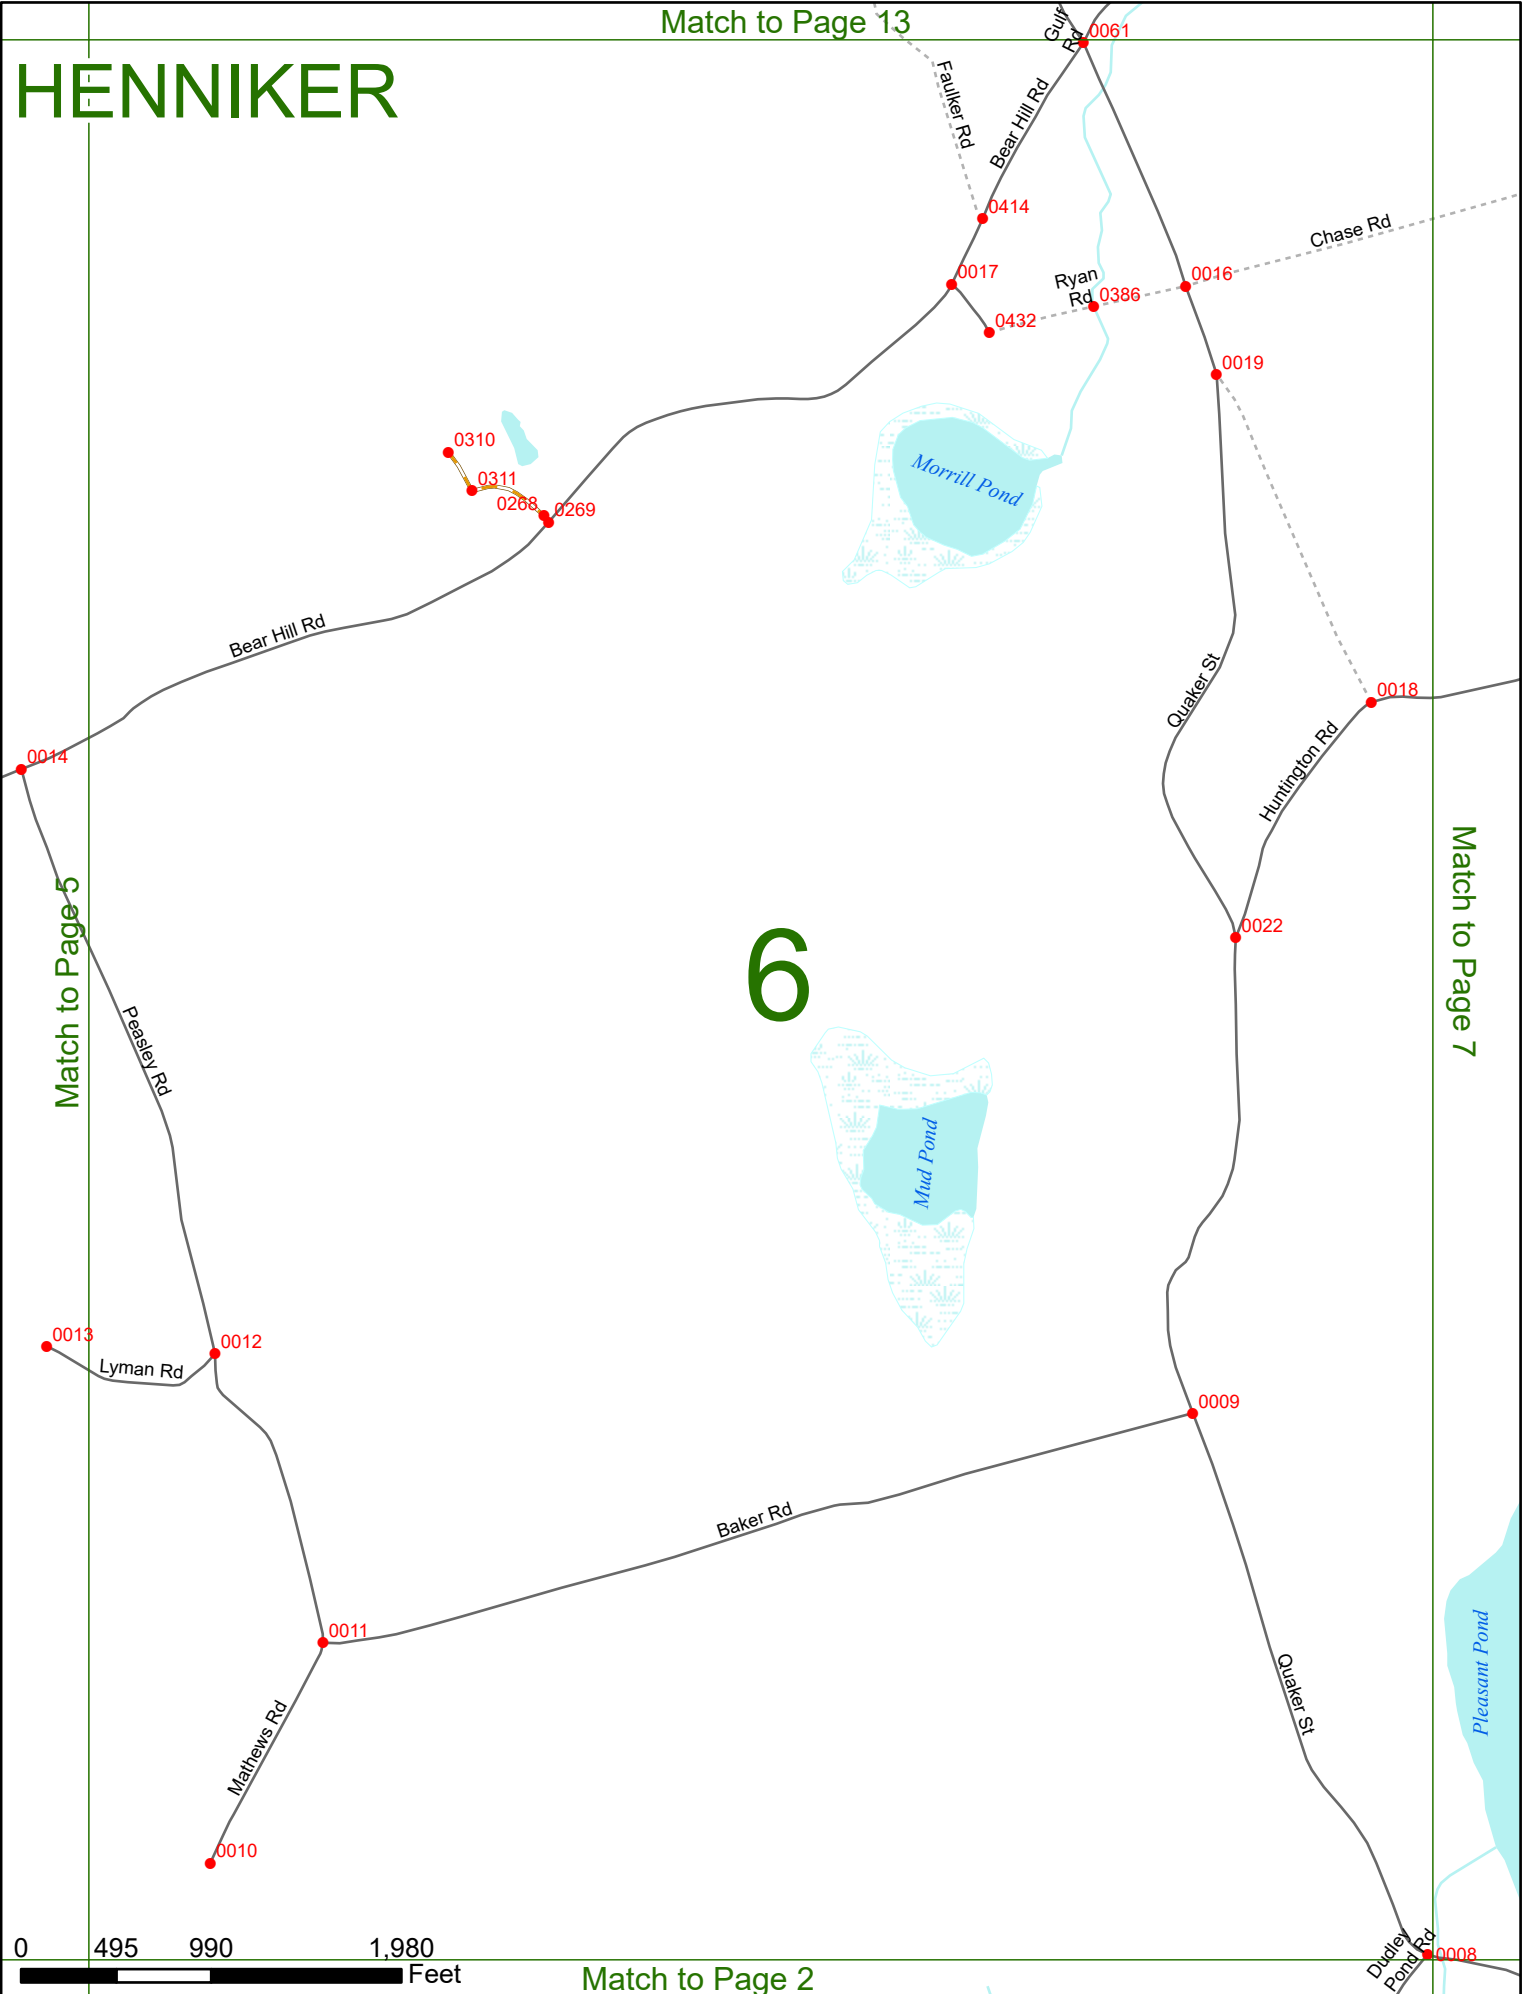 Match to Page 13
HENNIKER
Gulf
Rd
0061
Faulker Rd
Bear Hill Rd
0414
Chase Rd
0017
Ryan
Rd
0386
0016
0432
0019
0310
0311
0268
0269
Morrill Pond
Bear Hill Rd
Quaker St
0018
0014
Huntington Rd
Match to Page 5
Match to Page 7
6
0022
Peasley Rd
Mud Pond
0013
0012
Lyman Rd
0009
Baker Rd
0011
Pleasant Pond
Quaker St
Mathews Rd
0010
0 495 990 1,980
Feet
Dudley
Pond Rd
0008
Match to Page 2